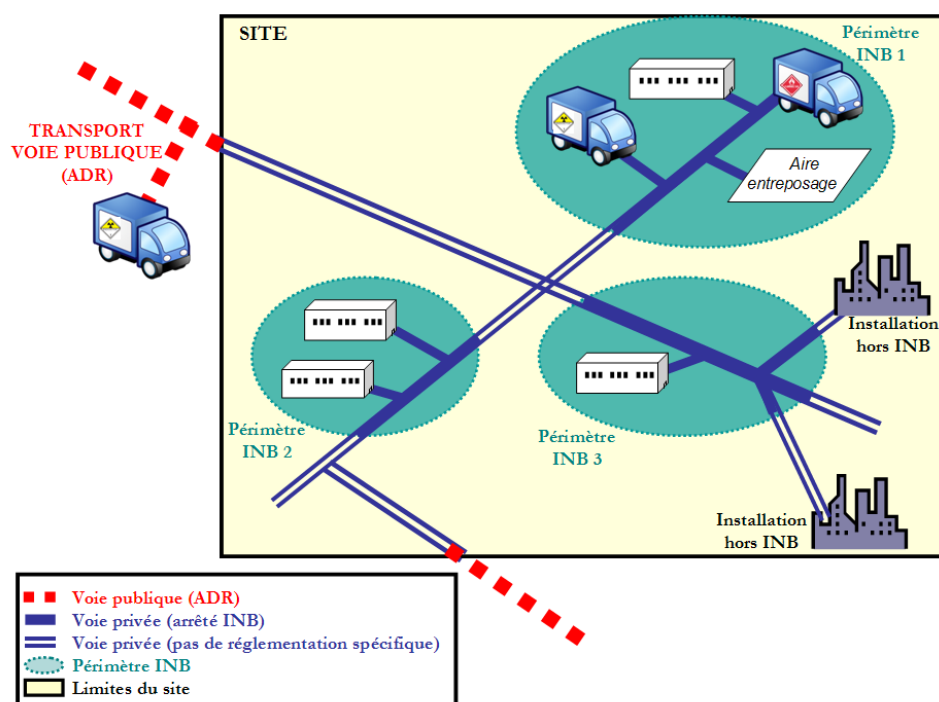 SITE
Périmètre
INB 1
TRANSPORT
VOIE PUBLIQUE
(ADR)
Aire
entreposage
Installation
hors INB
Périmètre
INB 2
Périmètre
INB 3
Installation
hors INB
Voie publique (ADR)
Voie privée (arrêté INB)
Voie privée (pas de réglementation spécifique)
Périmètre INB
Limites du site